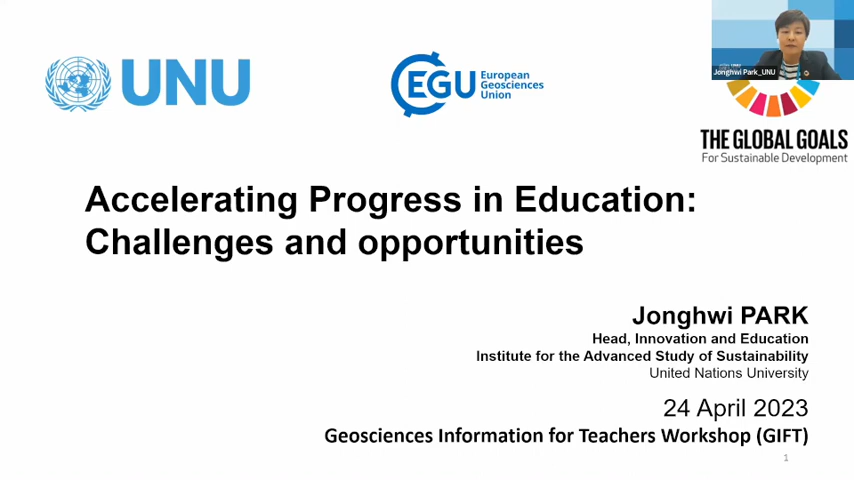 UNU
EGU
European
Geosciences
Union
Jonghwi Park_UNU
THE GLOBAL GOALS
For Sustainable Development
Accelerating Progress in Education:
Challenges and opportunities
Jonghwi PARK
Head, Innovation and Education
Institute for the Advanced Study of Sustainability
United Nations University
24 April 2023
Geosciences Information for Teachers Workshop (GIFT)
1